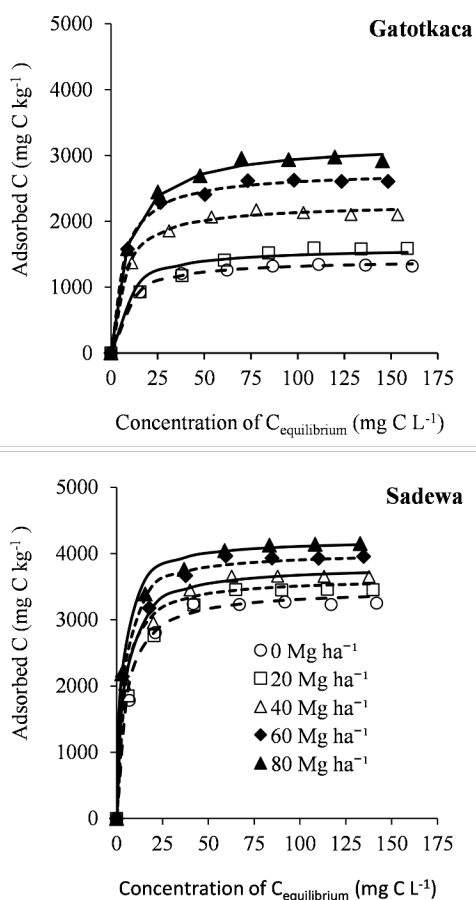 Gatotkaca
5000
4000
3000
2000
1000
0
Adsorbed C (mg C kg⁻¹)
0 25 50 75 100 125 150 175
Concentration of C equilibrium (mg C L⁻¹)
Sadewa
5000
4000
3000
2000
1000
0
Adsorbed C (mg C kg⁻¹)
0 Mg ha⁻¹
20 Mg ha⁻¹
40 Mg ha⁻¹
60 Mg ha⁻¹
80 Mg ha⁻¹
0 25 50 75 100 125 150 175
Concentration of C equilibrium (mg C L⁻¹)